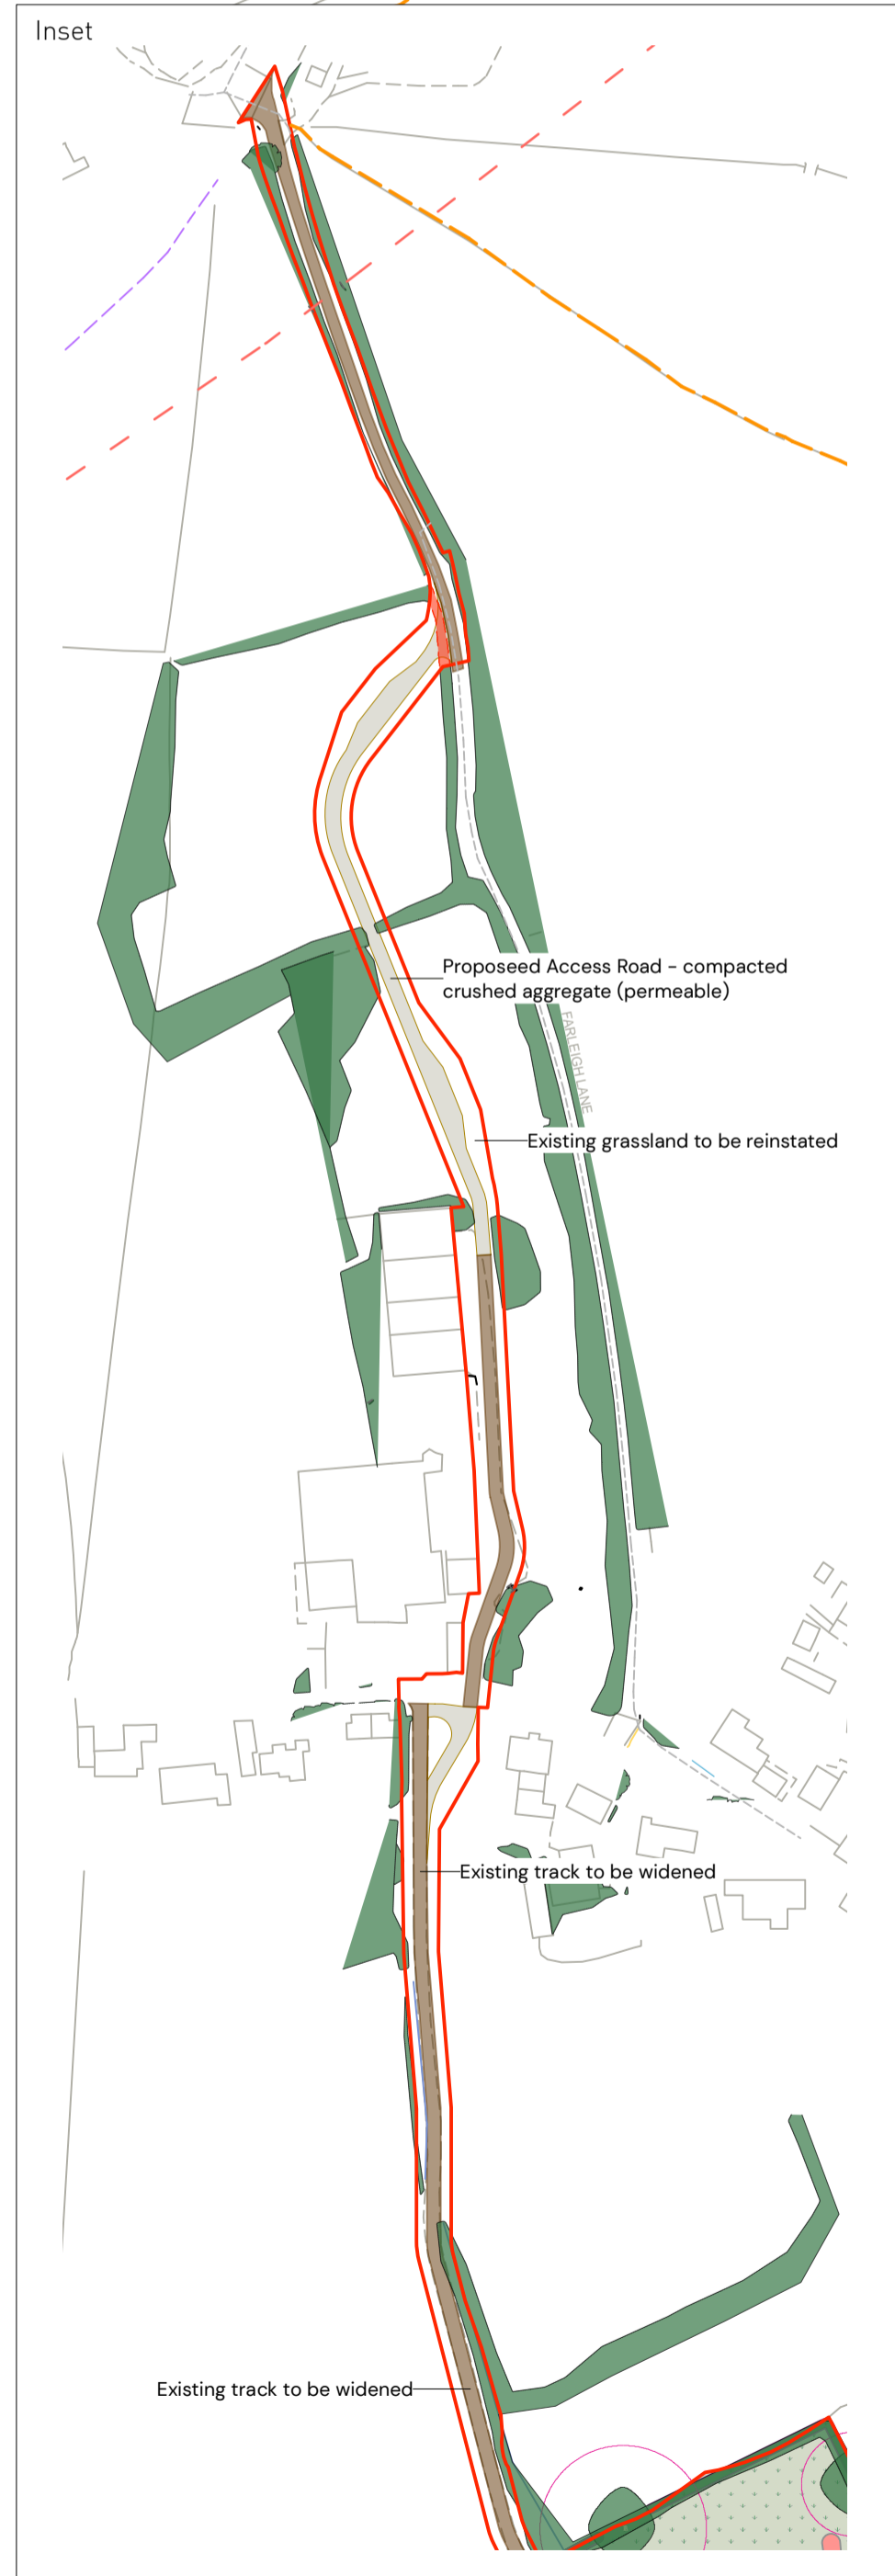 Inset
Proposeed Access Road - compacted
crushed aggregate (permeable)
FARLEIGH LANE
Existing grassland to be reinstated
Existing track to be widened
Existing track to be widened